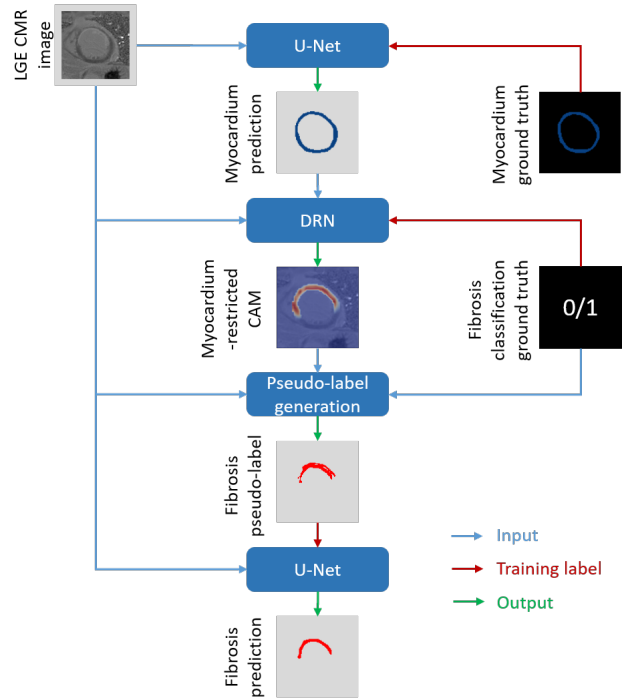 LGE CMR
image
U-Net
Myocardium
prediction
Myocardium
ground truth
DRN
Myocardium
-restricted
CAM
Fibrosis
classification
ground truth
0/1
Pseudo-label
generation
Fibrosis
pseudo-label
Input
Training label
Output
U-Net
Fibrosis
prediction